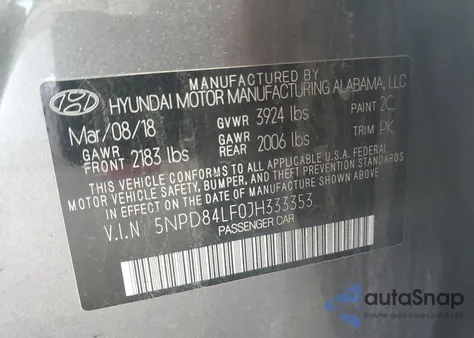 MANUFACTURED BY
HYUNDAI MOTOR MANUFACTURING ALABAMA, LLC
Mar/08/18 GVWR 3924 lbs PAINT 2C
GAWR FRONT 2183 lbs GAWR REAR 2006 lbs TRIM PK
THIS VEHICLE CONFORMS TO ALL APPLICABLE U.S.A. FEDERAL
MOTOR VEHICLE SAFETY, BUMPER, AND THEFT PREVENTION
STANDARDS IN EFFECT ON THE DATE OF MANUFACTURE SHOWN ABOVE.
V.I.N 5NPD84LF0JH333353
PASSENGER CAR
autoSnap